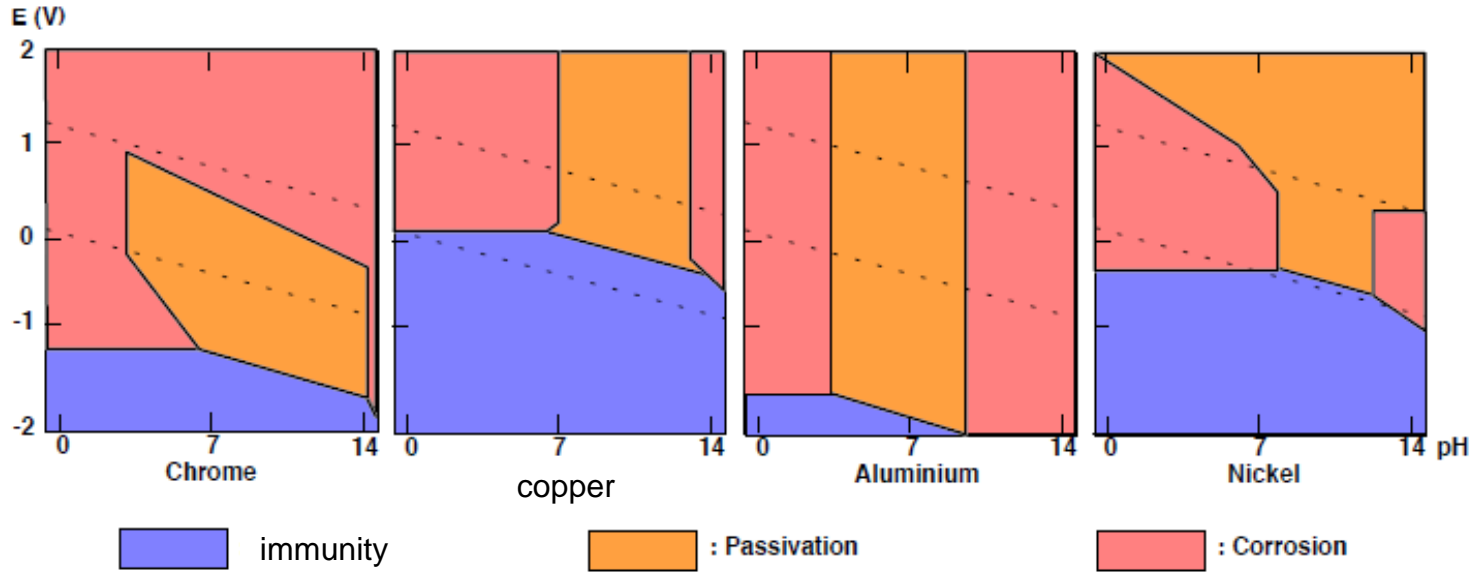 E (V)
2
1
0
-1
-2
0 7 14 0 7 14 0 7 14 0 7 14 pH
Chrome copper Aluminium Nickel
immunity : Passivation : Corrosion